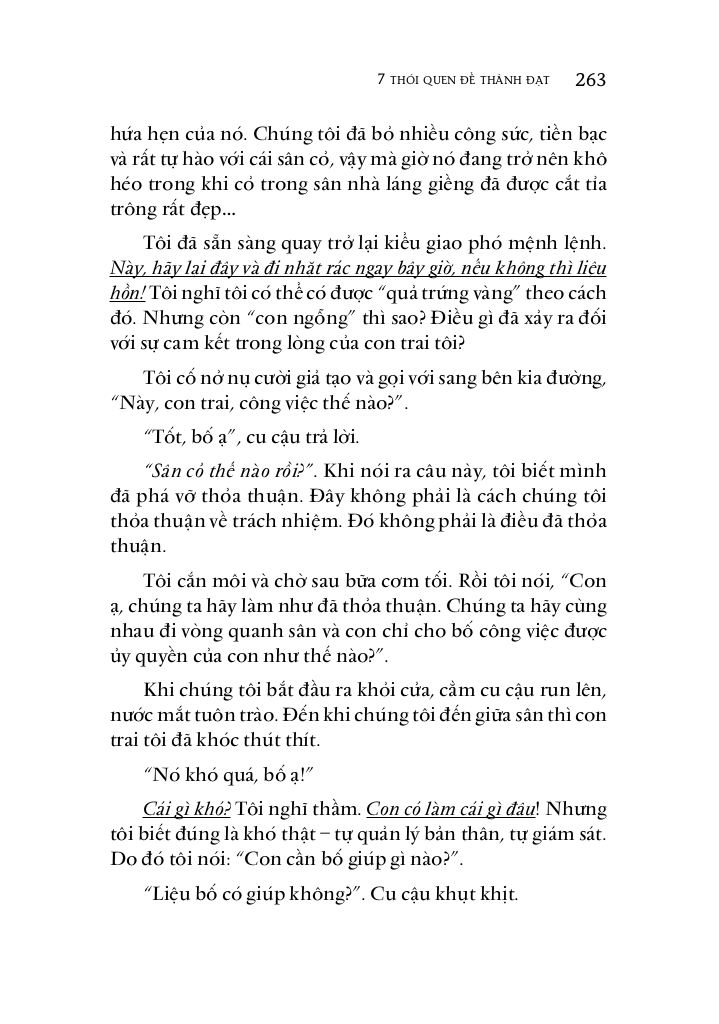 7 THÓI QUEN ĐỂ THÀNH ĐẠT 263
hứa hẹn của nó. Chúng tôi đã bỏ nhiều công sức, tiền bạc
và rất tự hào với cái sân cỏ, vậy mà giờ nó đang trở nên khô
héo trong khi cỏ trong sân nhà láng giềng đã được cắt tỉa
trông rất đẹp...
Tôi đã sẵn sàng quay trở lại kiểu giao phó mệnh lệnh.
Này, hãy lại đây và đi nhặt rác ngay bây giờ, nếu không thì liệu
hồn! Tôi nghĩ tôi có thể có được “quả trứng vàng” theo cách
đó. Nhưng còn “con ngỗng” thì sao? Điều gì đã xảy ra đối
với sự cam kết trong lòng của con trai tôi?
Tôi cố nở nụ cười giả tạo và gọi với sang bên kia đường,
“Này, con trai, công việc thế nào?”.
“Tốt, bố ạ”, cu cậu trả lời.
“Sân cỏ thế nào rồi?”. Khi nói ra câu này, tôi biết mình
đã phá vỡ thỏa thuận. Đây không phải là cách chúng tôi
thỏa thuận về trách nhiệm. Đó không phải là điều đã thỏa
thuận.
Tôi cắn môi và chờ sau bữa cơm tối. Rồi tôi nói, “Con
ạ, chúng ta hãy làm như đã thỏa thuận. Chúng ta hãy cùng
nhau đi vòng quanh sân và con chỉ cho bố công việc được
ủy quyền của con như thế nào?”.
Khi chúng tôi bắt đầu ra khỏi cửa, cằm cu cậu run lên,
nước mắt tuôn trào. Đến khi chúng tôi đến giữa sân thì con
trai tôi đã khóc thút thít.
“Nó khó quá, bố ạ!”
Cái gì khó? Tôi nghĩ thầm. Con có làm cái gì đâu! Nhưng
tôi biết đúng là khó thật – tự quản lý bản thân, tự giám sát.
Do đó tôi nói: “Con cần bố giúp gì nào?”.
“Liệu bố có giúp không?”. Cu cậu khụt khịt.